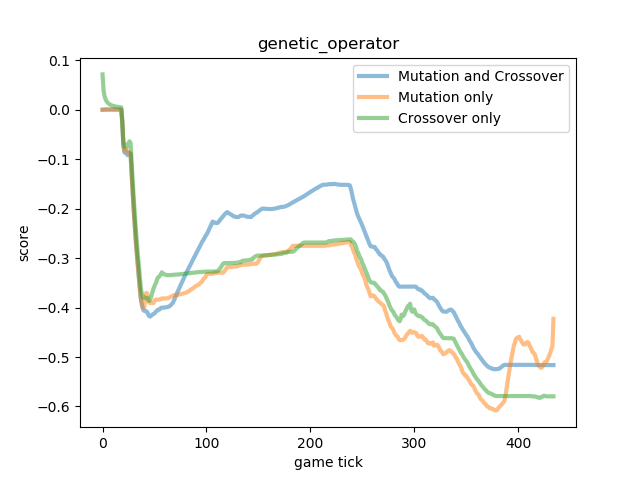 genetic_operator
Mutation and Crossover
Mutation only
Crossover only
0.1
0.0
−0.1
−0.2
−0.3
−0.4
−0.5
−0.6
score
0
100
200
300
400
game tick